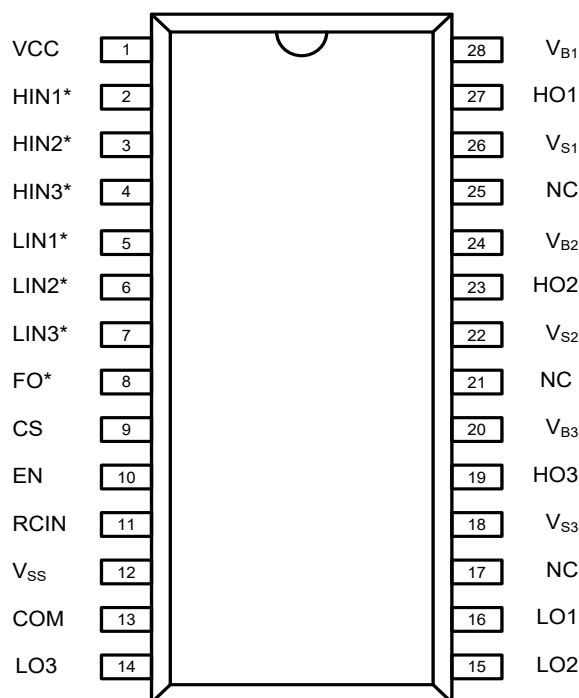 VCC 1 28 VB1
HIN1* 2 27 HO1
HIN2* 3 26 VS1
HIN3* 4 25 NC
LIN1* 5 24 VB2
LIN2* 6 23 HO2
LIN3* 7 22 VS2
FO* 8 21 NC
CS 9 20 VB3
EN 10 19 HO3
RCIN 11 18 VS3
VSS 12 17 NC
COM 13 16 LO1
LO3 14 15 LO2